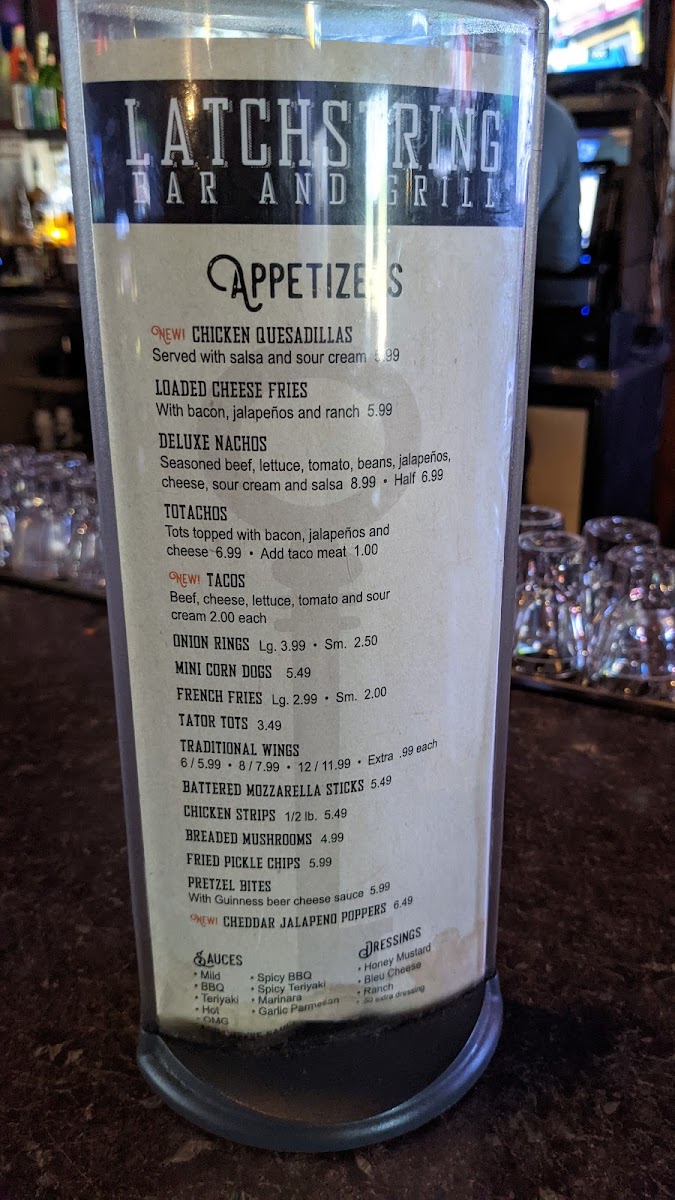 LATCHSTRING
BAR AND GRILL
APPETIZERS
NEW! CHICKEN QUESADILLAS
Served with salsa and sour cream 5.99
LOADED CHEESE FRIES
With bacon, jalapeños and ranch 5.99
DELUXE NACHOS
Seasoned beef, lettuce, tomato, beans, jalapeños,
cheese, sour cream and salsa 8.99 • Half 6.99
TOTACHOS
Tots topped with bacon, jalapeños and
cheese 6.99 • Add taco meat 1.00
NEW! TACOS
Beef, cheese, lettuce, tomato and sour
cream 2.00 each
ONION RINGS Lg. 3.99 • Sm. 2.50
MINI CORN DOGS 5.49
FRENCH FRIES Lg. 2.99 • Sm. 2.00
TATOR TOTS 3.49
TRADITIONAL WINGS
6 / 5.99 • 8 / 7.99 • 12 / 11.99 • Extra .99 each
BATTERED MOZZARELLA STICKS 5.49
CHICKEN STRIPS 1/2 lb. 5.49
BREADED MUSHROOMS 4.99
FRIED PICKLE CHIPS 5.99
PRETZEL BITES
With Guinness beer cheese sauce 5.99
NEW! CHEDDAR JALAPENO POPPERS 6.49
SAUCES
• Mild
• BBQ
• Teriyaki
• Hot
• OMG
• Spicy BBQ
• Spicy Teriyaki
• Marinara
• Garlic Parmesan
DRESSINGS
• Honey Mustard
• Bleu Cheese
• Ranch
• .50 extra dressing